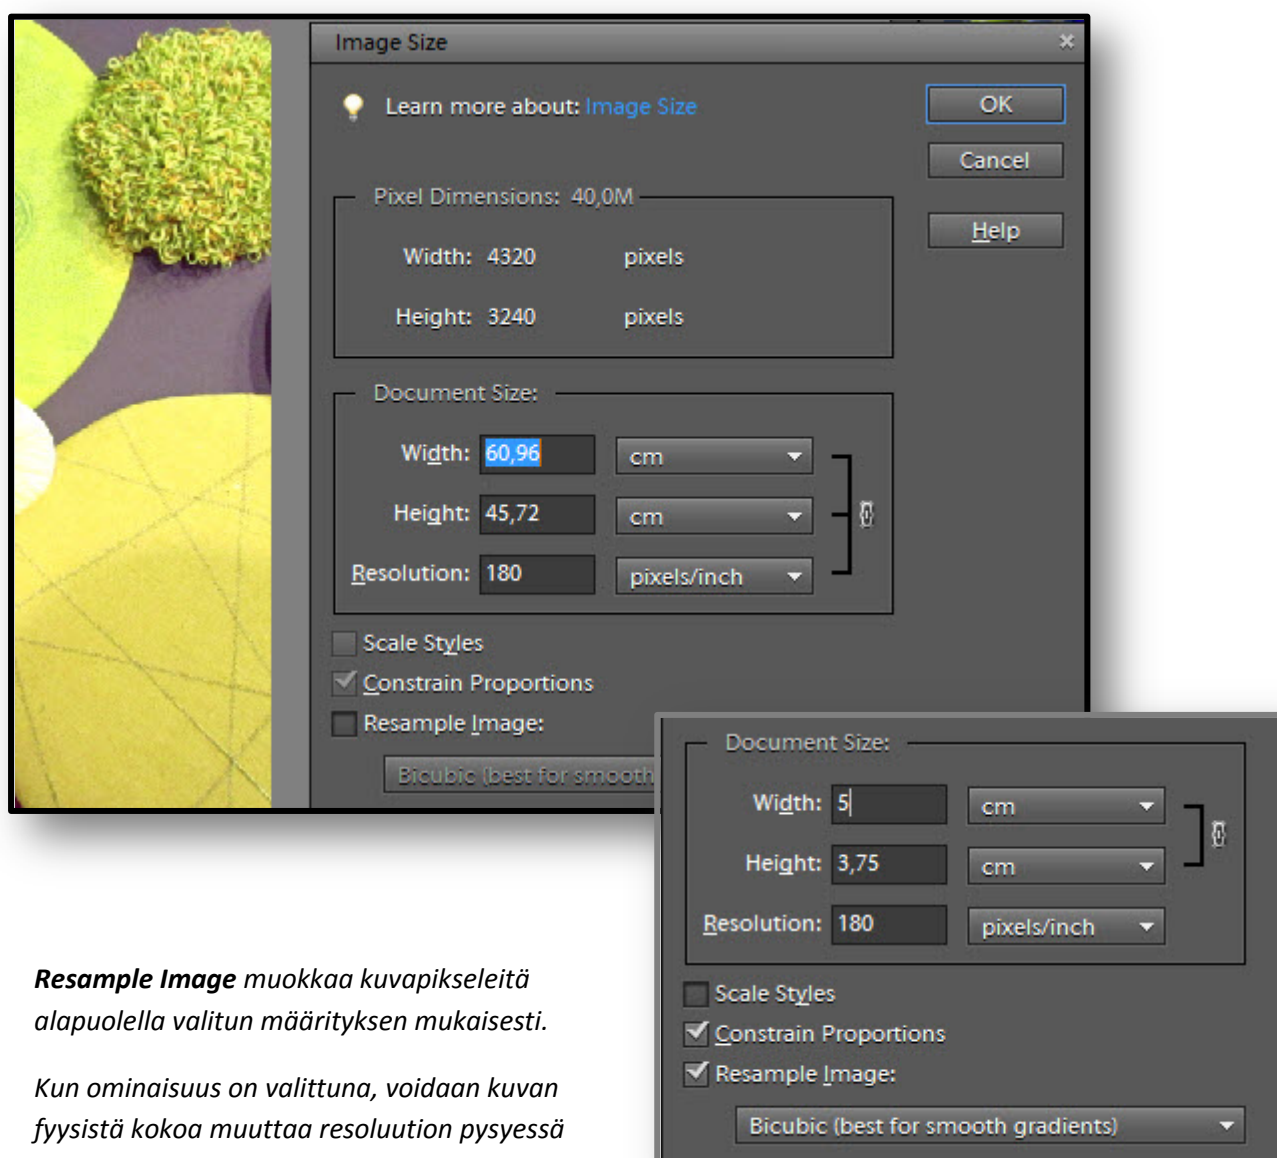 Image Size
Learn more about: Image Size
OK
Cancel
Help
Pixel Dimensions: 40,0M
Width: 4320 pixels
Height: 3240 pixels
Document Size:
Width: 60,96 cm
Height: 45,72 cm
Resolution: 180 pixels/inch
Scale Styles
Constrain Proportions
Resample Image:
Bicubic (best for smooth
Document Size:
Width: 5 cm
Height: 3,75 cm
Resolution: 180 pixels/inch
Scale Styles
Constrain Proportions
Resample Image:
Bicubic (best for smooth gradients)
Resample Image muokkaa kuvapikseleitä
alapuolella valitun määrityksen mukaisesti.
Kun ominaisuus on valittuna, voidaan kuvan
fyysistä kokoa muuttaa resoluution pysyessä